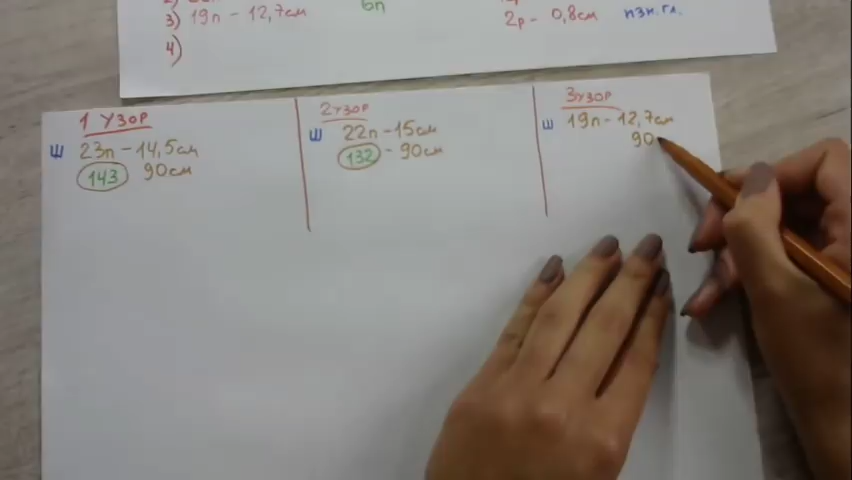 3) 19п - 12,7см
6п
2р - 0,8см
изн. гл.
4)
1 УЗОР
Ш 23п - 14,5см
143 90см
2 УЗОР
Ш 22п - 15см
132 - 90см
3 УЗОР
Ш 19п - 12,7см
90